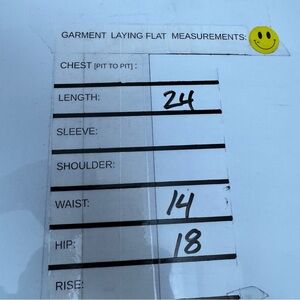 GARMENT LAYING FLAT MEASUREMENTS:
CHEST [PIT TO PIT] :
LENGTH: 24
SLEEVE:
SHOULDER:
WAIST: 14
HIP: 18
RISE: